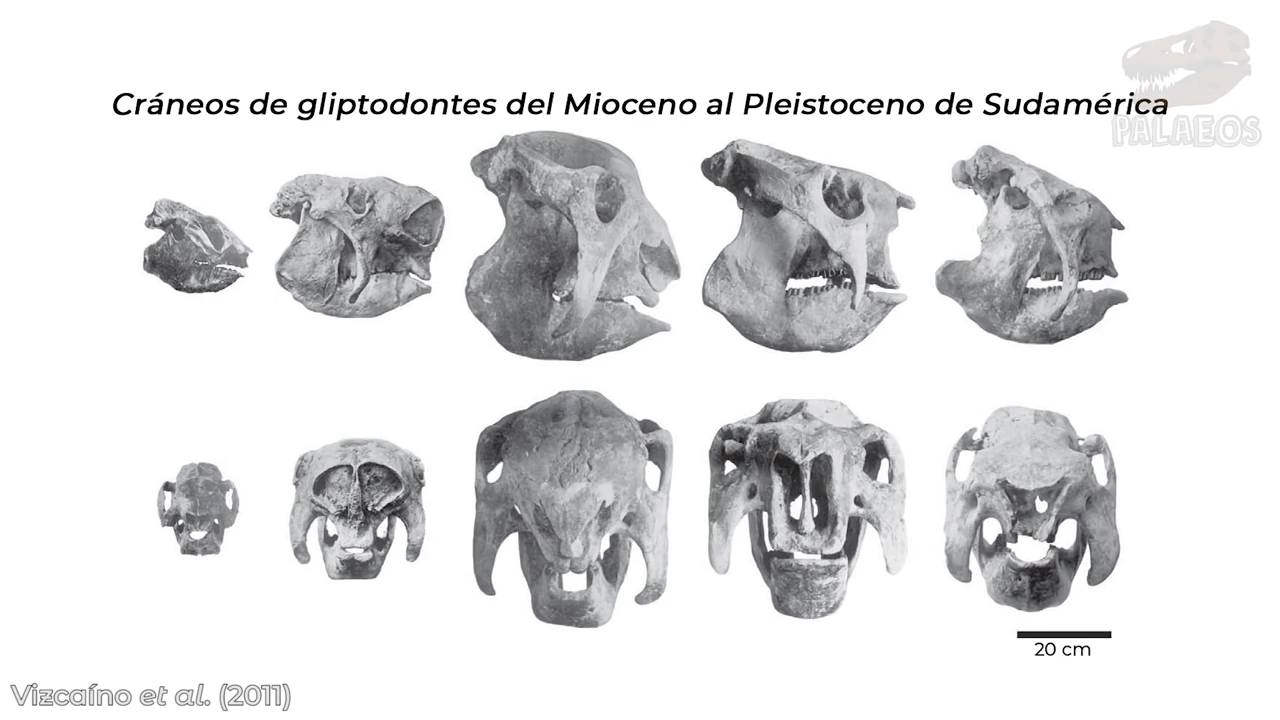 PALAEOS
Cráneos de gliptodontes del Mioceno al Pleistoceno de Sudamérica
20 cm
Vizcaíno et al. (2011)